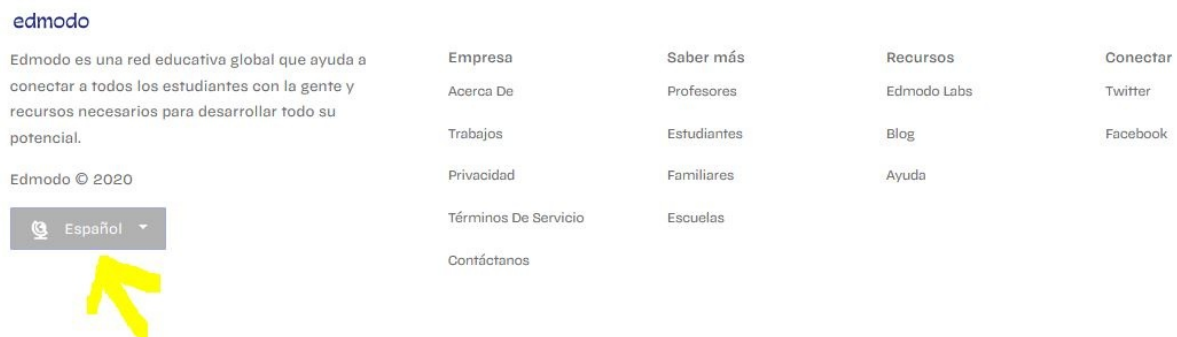 edmodo
Edmodo es una red educativa global que ayuda a
conectar a todos los estudiantes con la gente y
recursos necesarios para desarrollar todo su
potencial.
Edmodo © 2020
Español
Empresa
Acerca De
Trabajos
Privacidad
Términos De Servicio
Contáctanos
Saber más
Profesores
Estudiantes
Familiares
Escuelas
Recursos
Edmodo Labs
Blog
Ayuda
Conectar
Twitter
Facebook